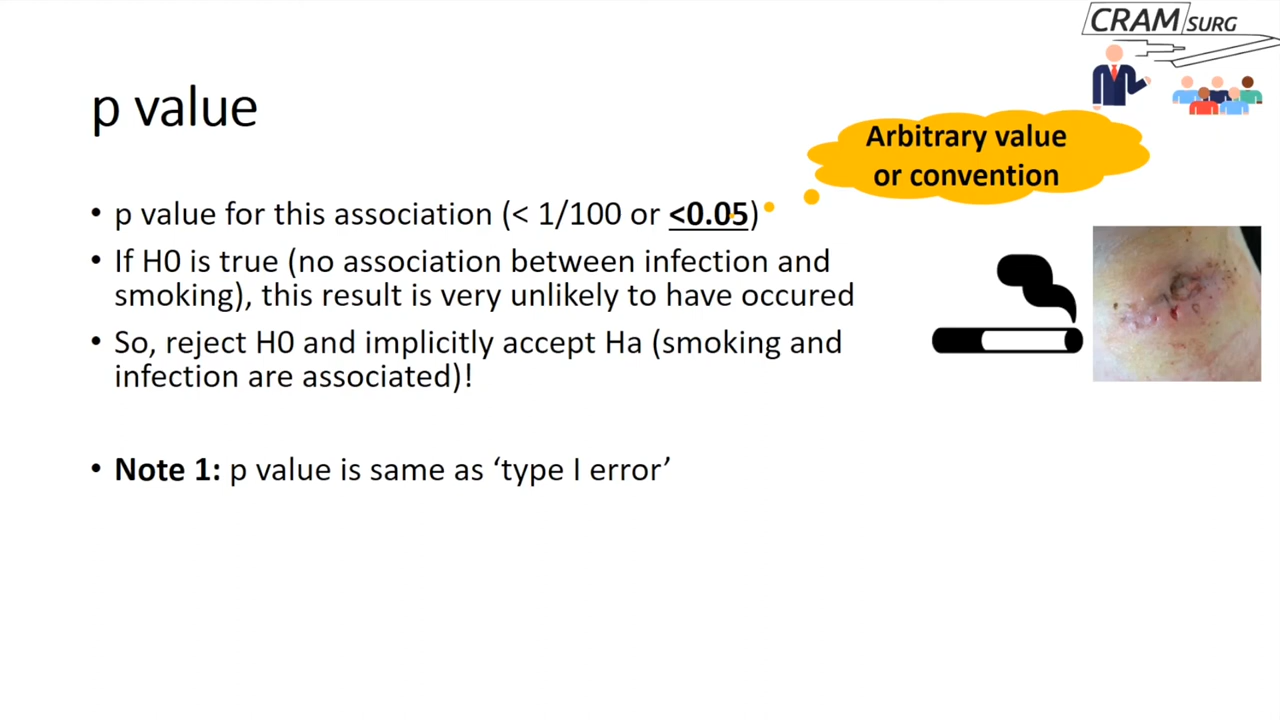 CRAM SURG
p value
Arbitrary value
or convention
• p value for this association (< 1/100 or <0.05)
• If H0 is true (no association between infection and
smoking), this result is very unlikely to have occured
• So, reject H0 and implicitly accept Ha (smoking and
infection are associated)!
• Note 1: p value is same as ‘type I error’